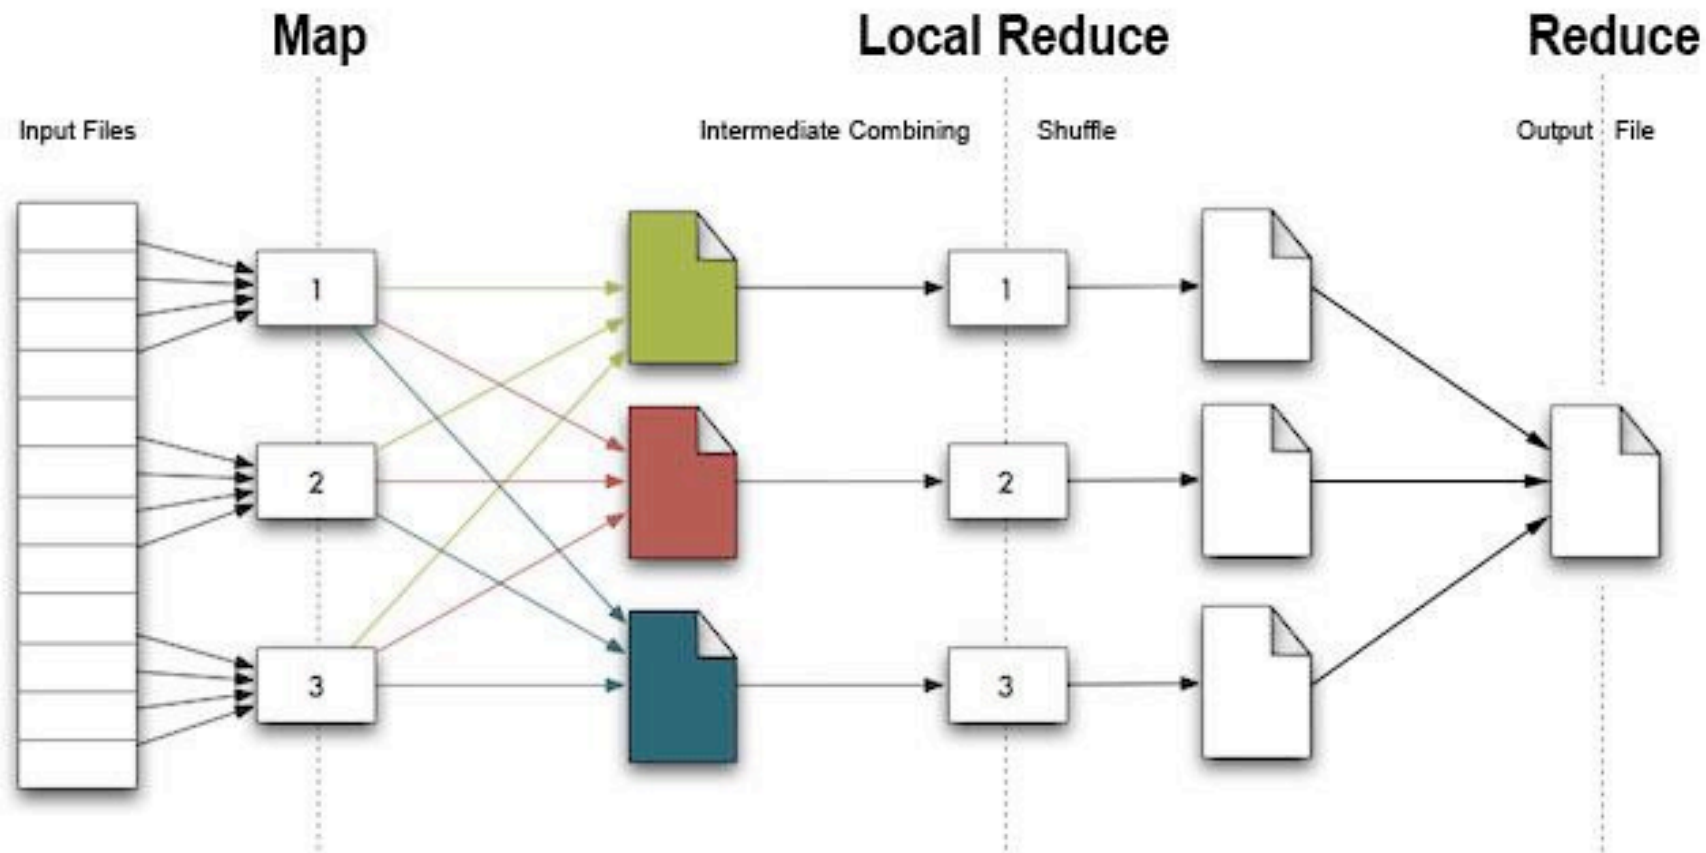 Map
Local Reduce
Reduce
Input Files
Intermediate Combining
Shuffle
Output File
1
1
2
2
3
3